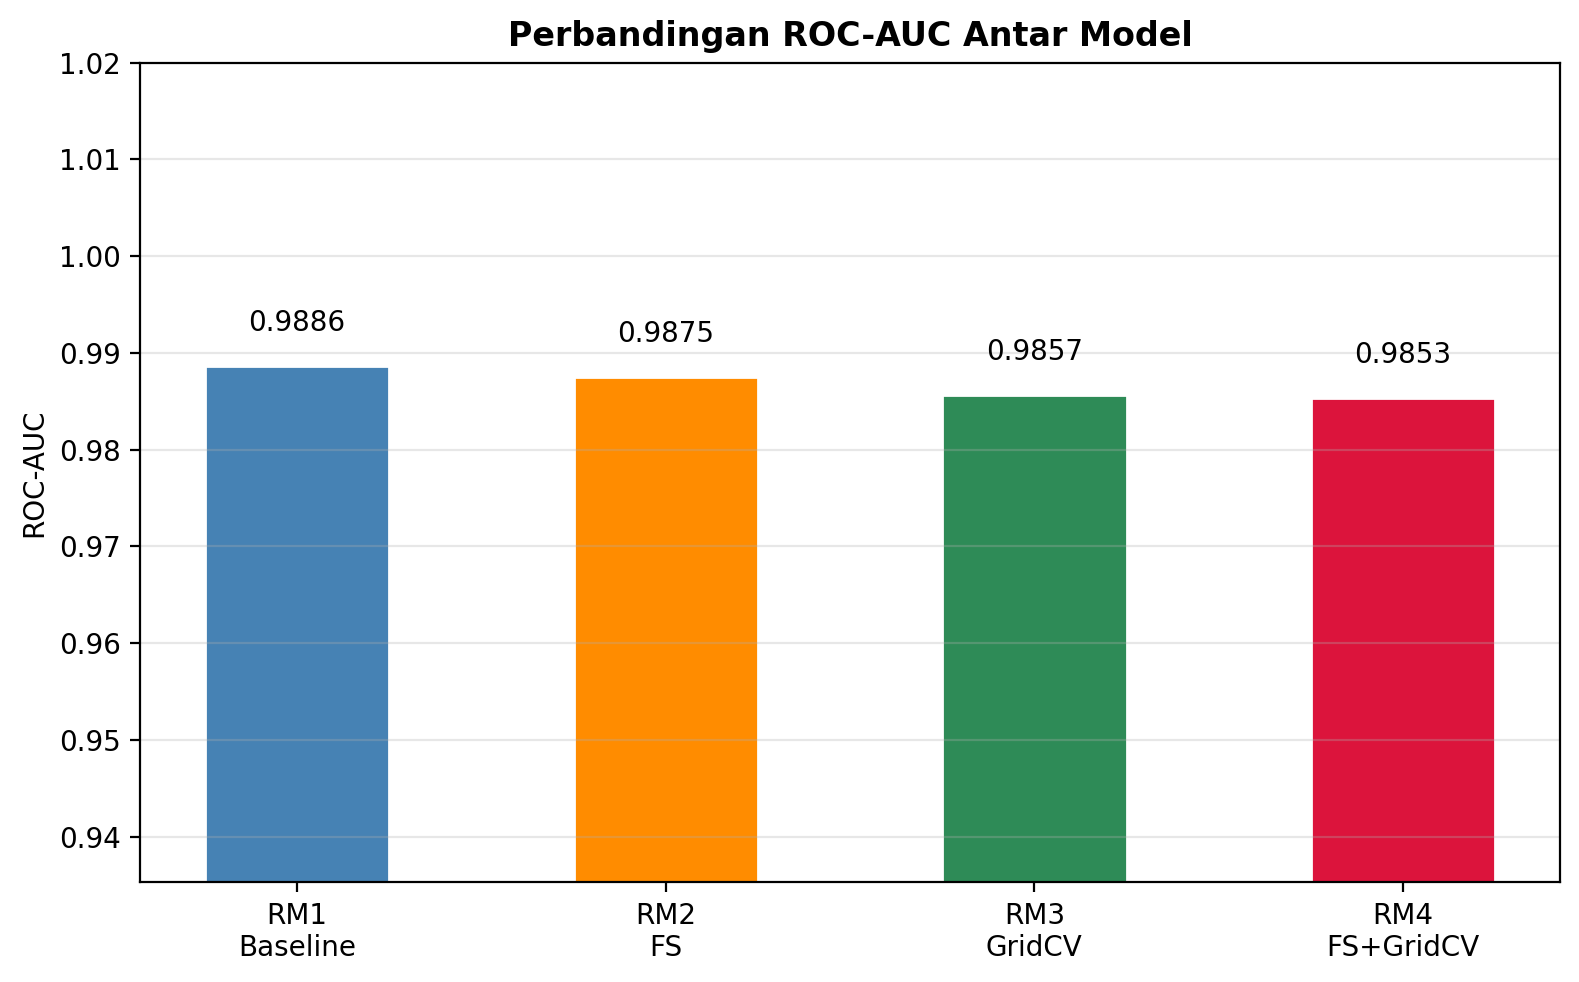 Perbandingan ROC-AUC Antar Model
1.02
1.01
1.00
0.99
0.98
0.97
0.96
0.95
0.94
ROC-AUC
0.9886
0.9875
0.9857
0.9853
RM1
Baseline
RM2
FS
RM3
GridCV
RM4
FS+GridCV